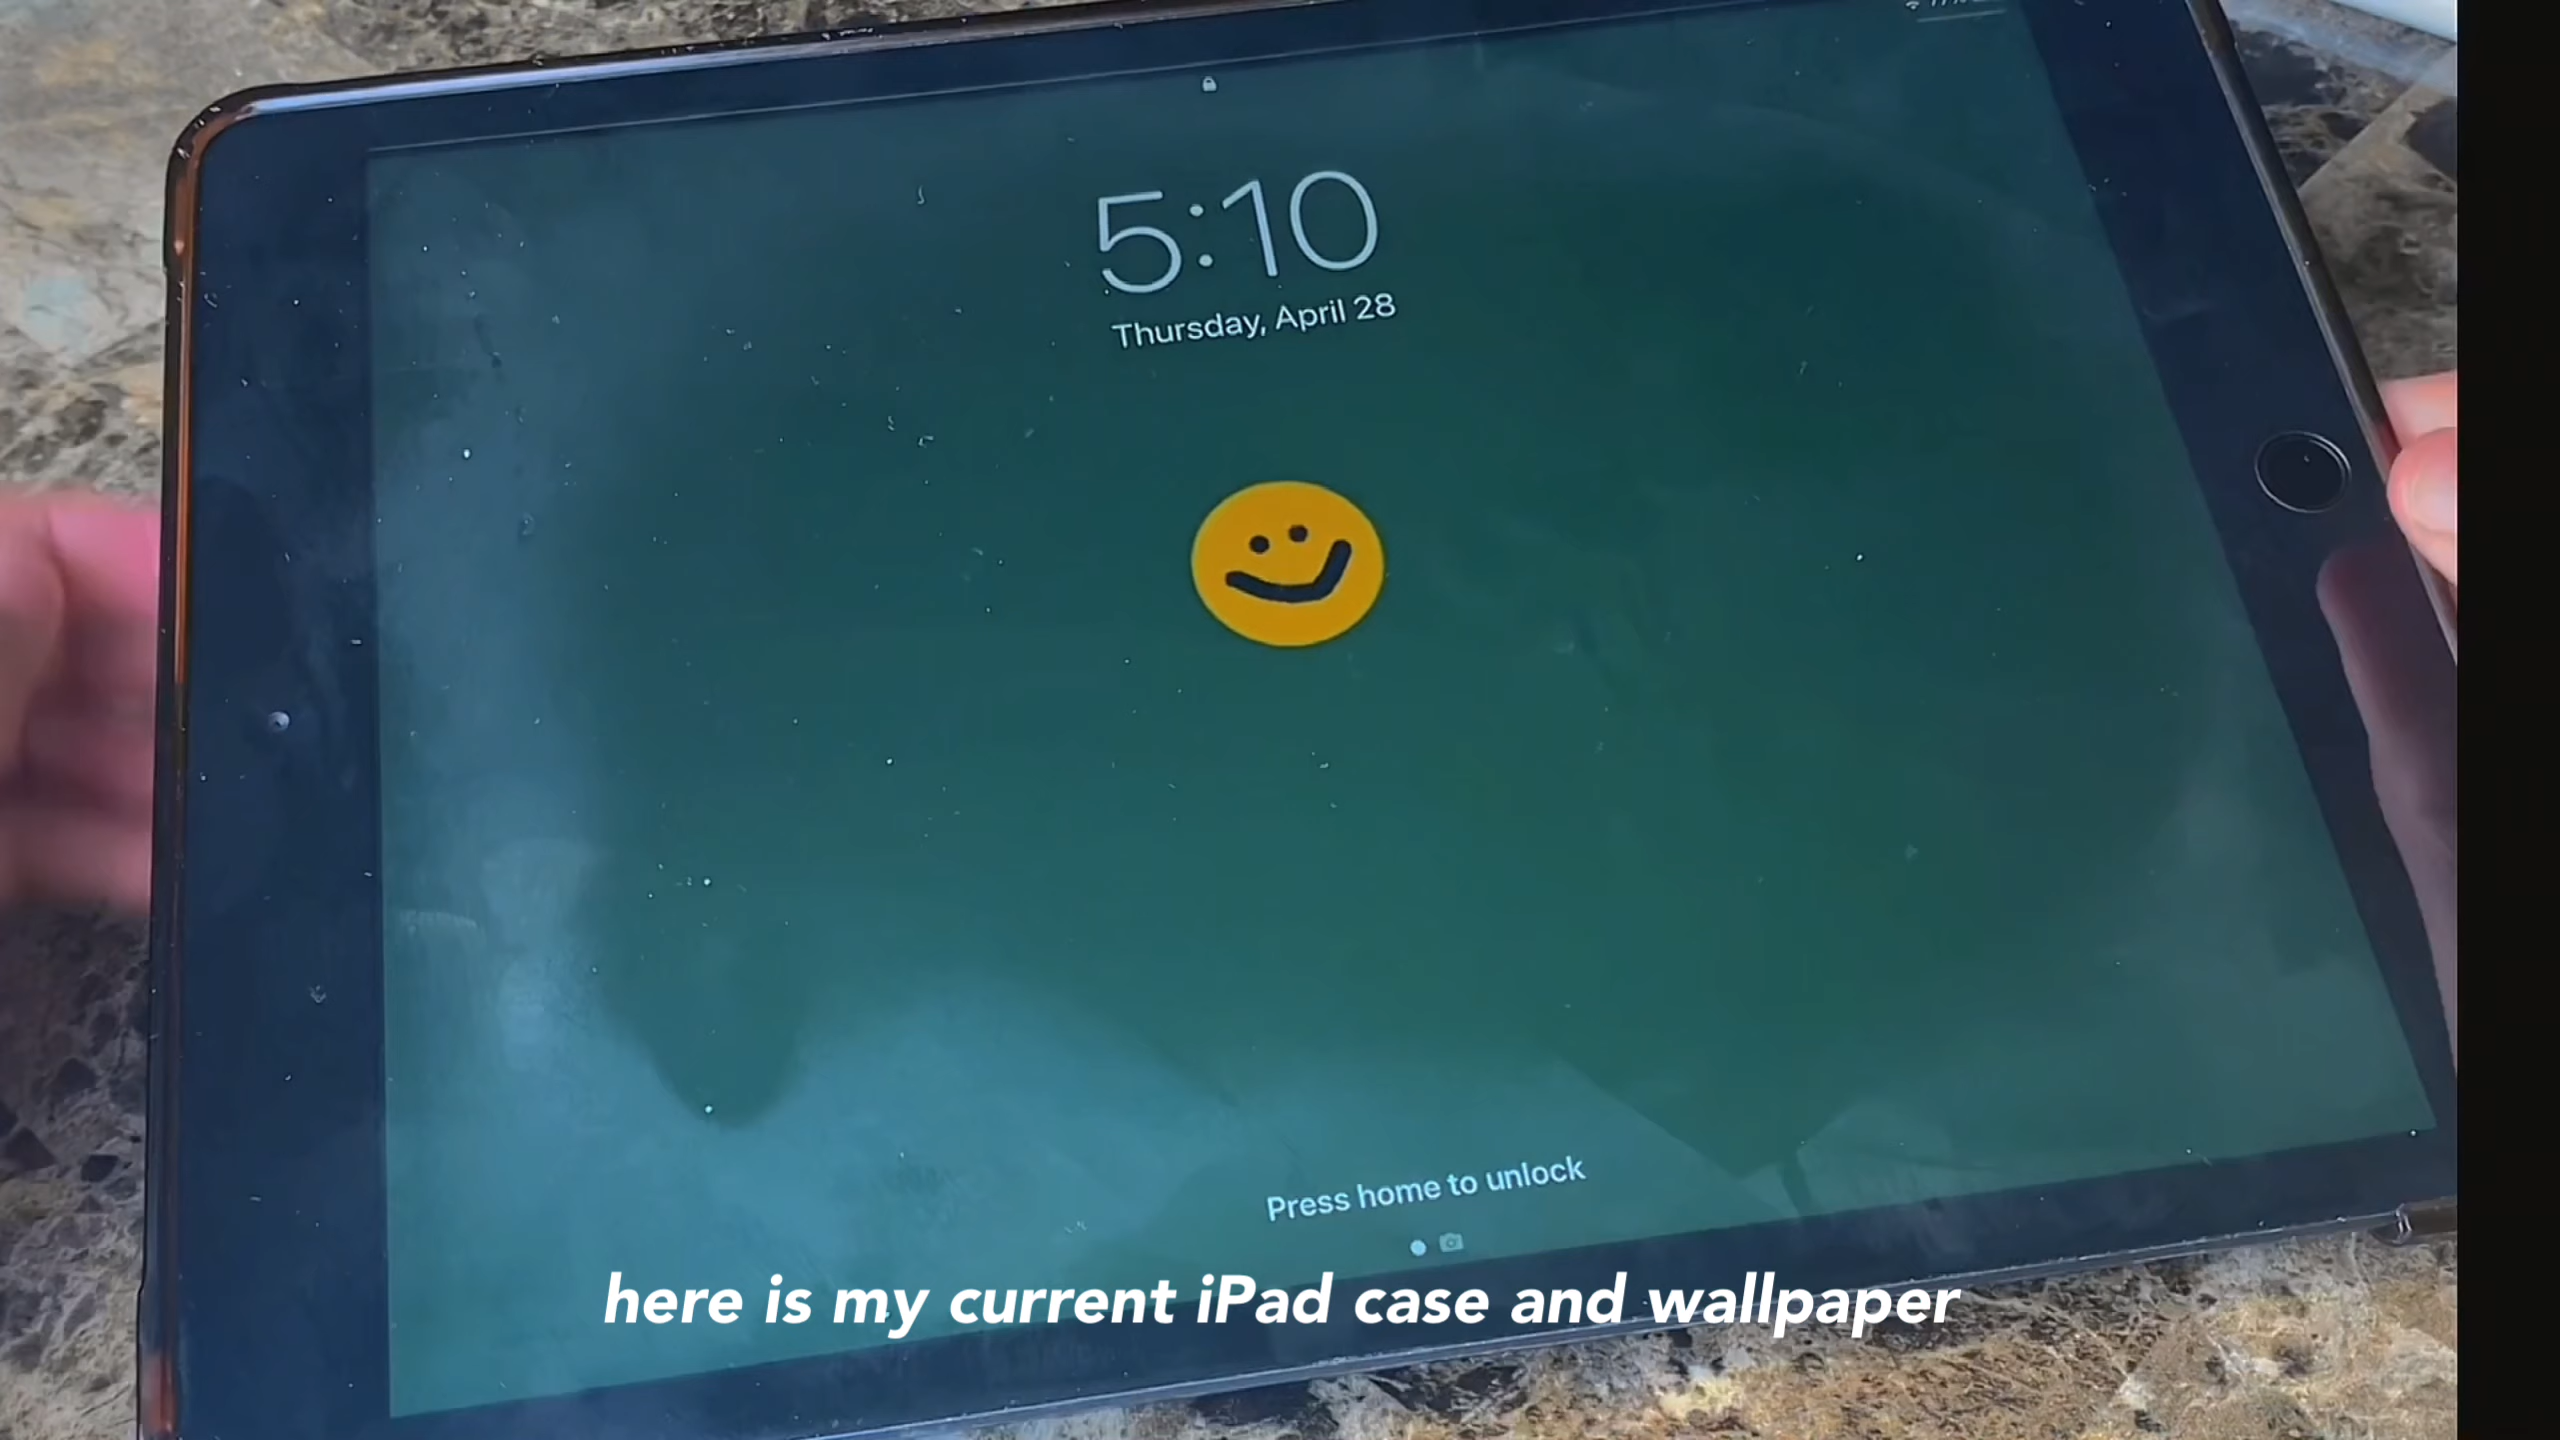 5:10
Thursday, April 28
Press home to unlock
here is my current iPad case and wallpaper